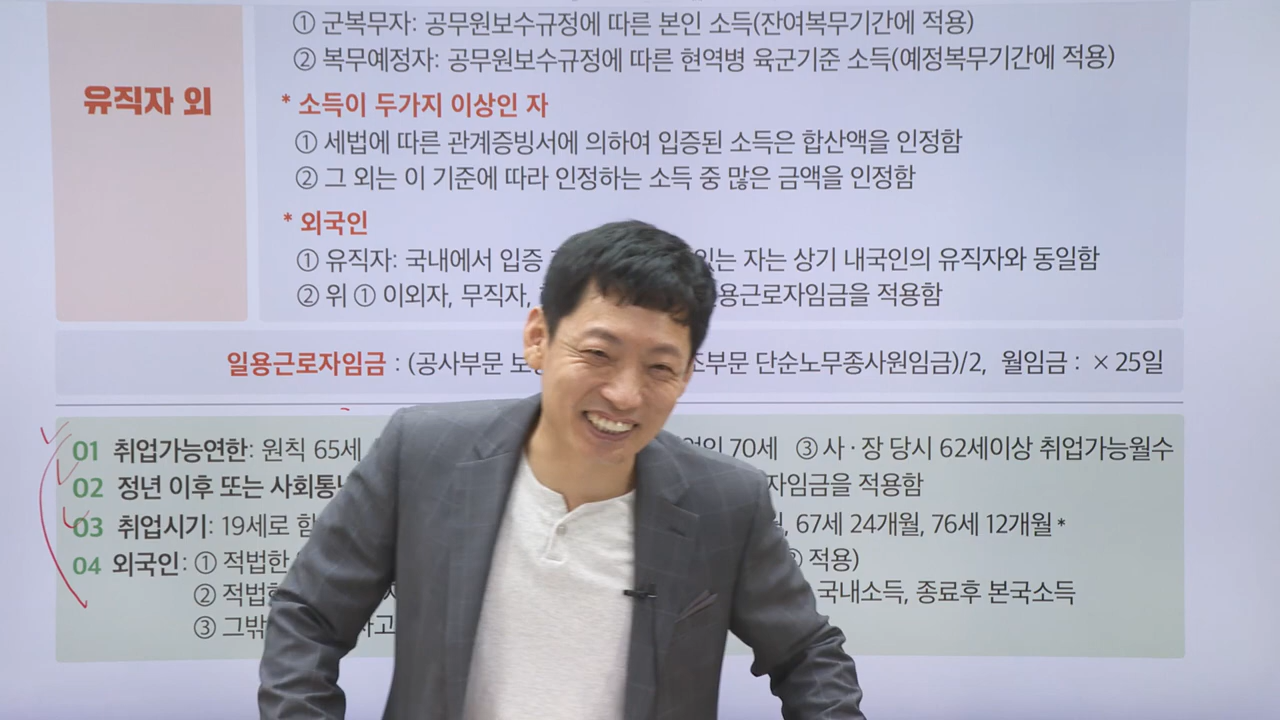 ① 군복무자: 공무원보수규정에 따른 본인 소득(잔여복무기간에 적용)
② 복무예정자: 공무원보수규정에 따른 현역병 육군기준 소득(예정복무기간에 적용)
유직자 외
* 소득이 두가지 이상인 자
① 세법에 따른 관계증빙서에 의하여 입증된 소득은 합산액을 인정함
② 그 외는 이 기준에 따라 인정하는 소득 중 많은 금액을 인정함
* 외국인
① 유직자: 국내에서 입증 있는 자는 상기 내국인의 유직자와 동일함
② 위 ① 이외자, 무직자, 용근로자임금을 적용함
일용근로자임금 : (공사부문 보 조부문 단순노무종사원임금)/2, 월임금 : × 25일
01 취업가능연한: 원칙 65세 70세 ③ 사·장 당시 62세이상 취업가능월수
02 정년 이후 또는 사회통 자임금을 적용함
03 취업시기: 19세로 함 67세 24개월, 76세 12개월*
04 외국인: ① 적법한 적용)
② 적법한 국내소득, 종료후 본국소득
③ 그밖 사고